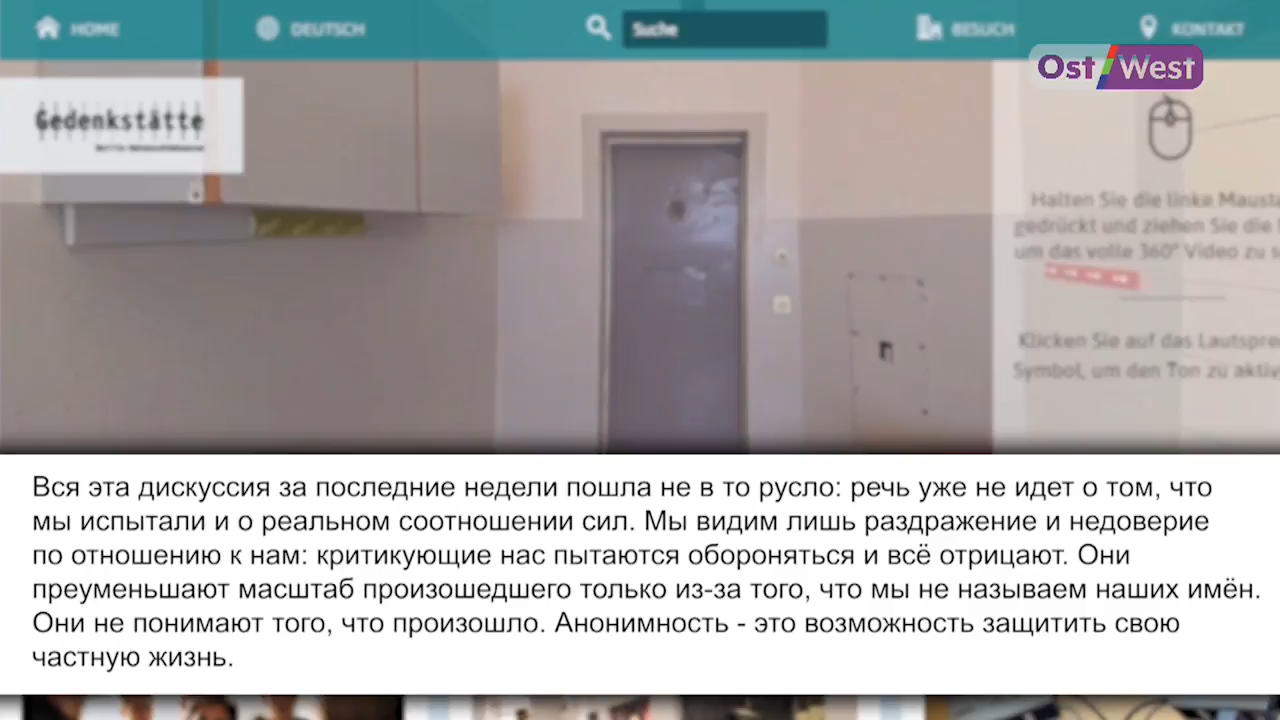 HOME
DEUTSCH
Suche
BESUCH
KONTAKT
Ost West
Gedenkstätte
Halten Sie die linke
gedrückt und ziehen Sie die
um das volle 360° Video zu
Klicken Sie auf das
Symbol, um den Ton zu
Вся эта дискуссия за последние недели пошла не в то русло: речь уже не идет о том, что
мы испытали и о реальном соотношении сил. Мы видим лишь раздражение и недоверие
по отношению к нам: критикующие нас пытаются обороняться и всё отрицают. Они
преуменьшают масштаб произошедшего только из-за того, что мы не называем наших имён.
Они не понимают того, что произошло. Анонимность - это возможность защитить свою
частную жизнь.